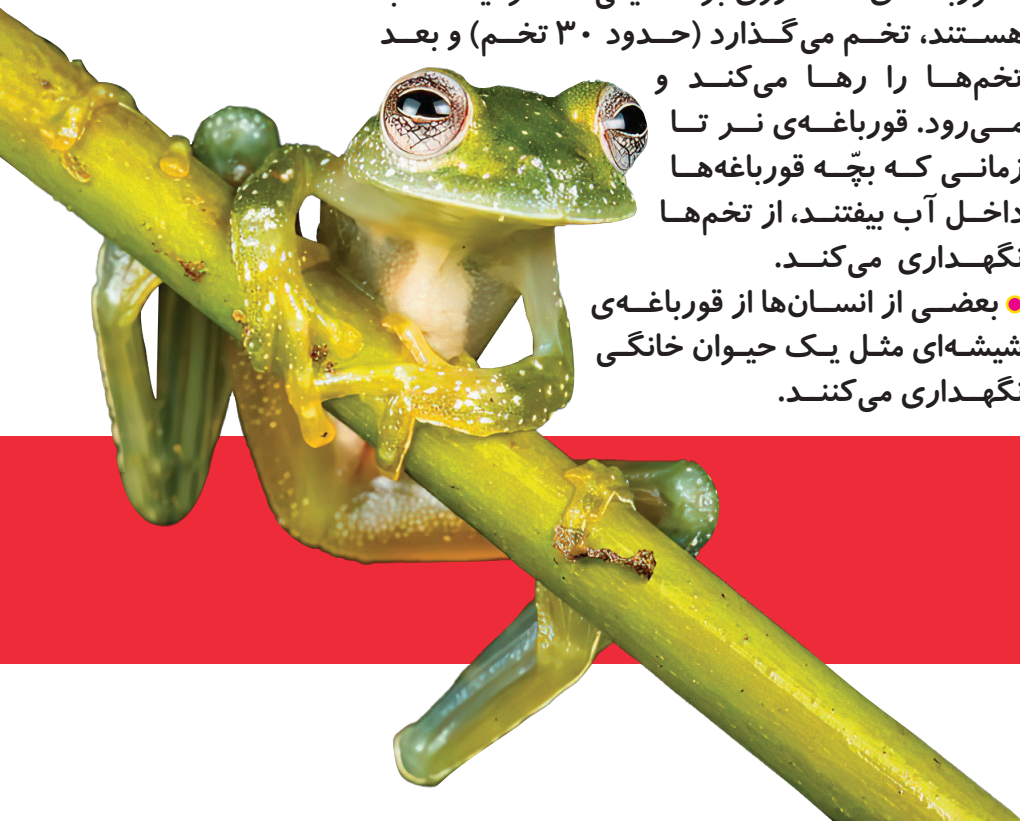 هستند، تخم می‌گذارد (حدود ۳۰ تخم) و بعد
تخم‌ها را رها می‌کند و
می‌رود. قورباغه‌ی نر تا
زمانی که بچّه قورباغه‌ها
داخل آب بیفتند، از تخم‌ها
نگهداری می‌کند.
بعضی از انسان‌ها از قورباغه‌ی
شیشه‌ای مثل یک حیوان خانگی
نگهداری می‌کنند.